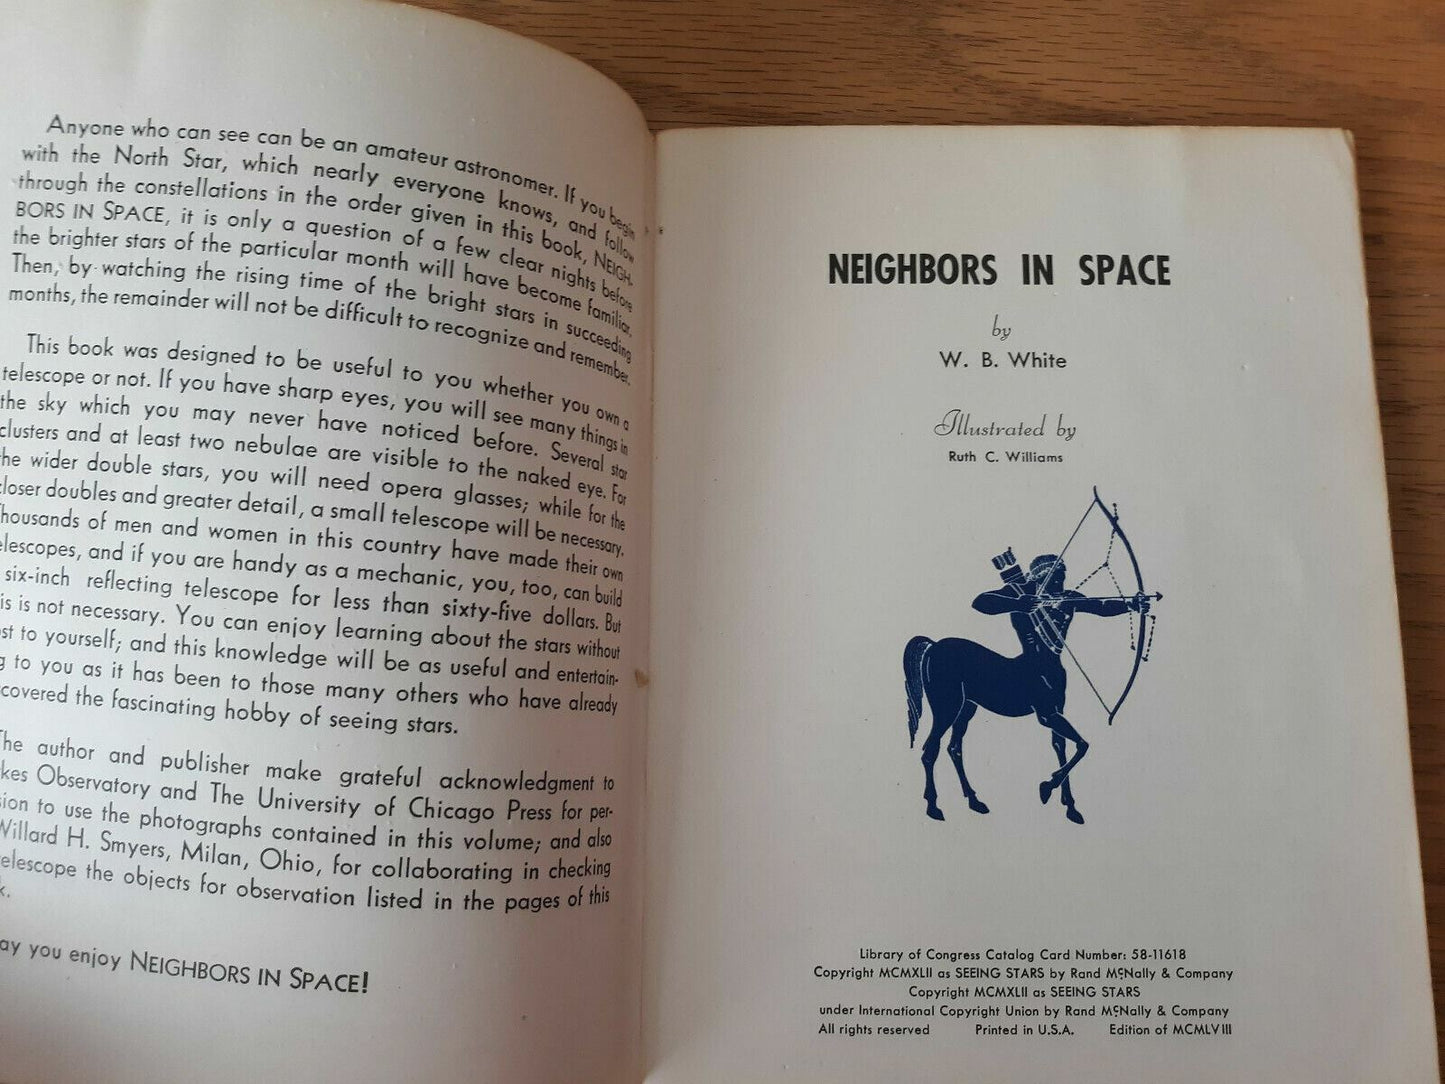 Anyone who can see can be an amateur astronomer. If you begin
with the North Star, which nearly everyone knows, and follow
through the constellations in the order given in this book, NEIGH-
BORS IN SPACE, it is only a question of a few clear nights before
the brighter stars of the particular month will have become familiar.
Then, by watching the rising time of the bright stars in succeeding
months, the remainder will not be difficult to recognize and remember.
This book was designed to be useful to you whether you own a
telescope or not. If you have sharp eyes, you will see many things in
the sky which you may never have noticed before. Several star
clusters and at least two nebulae are visible to the naked eye. For
the wider double stars, you will need opera glasses; while for the
closer doubles and greater detail, a small telescope will be necessary.
Thousands of men and women in this country have made their own
elescopes, and if you are handy as a mechanic, you, too, can build
six-inch reflecting telescope for less than sixty-five dollars. But
is is not necessary. You can enjoy learning about the stars without
st to yourself; and this knowledge will be as useful and entertain-
g to you as it has been to those many others who have already
covered the fascinating hobby of seeing stars.
The author and publisher make grateful acknowledgment to
kes Observatory and The University of Chicago Press for per-
sion to use the photographs contained in this volume; and also
Willard H. Smyers, Milan, Ohio, for collaborating in checking
elescope the objects for observation listed in the pages of this
k.
ay you enjoy NEIGHBORS IN SPACE!
NEIGHBORS IN SPACE
by
W. B. White
Illustrated by
Ruth C. Williams
Library of Congress Catalog Card Number: 58-11618
Copyright MCMXLII as SEEING STARS by Rand McNally & Company
Copyright MCMXLII as SEEING STARS
under International Copyright Union by Rand McNally & Company
All rights reserved Printed in U.S.A. Edition of MCMLVIII